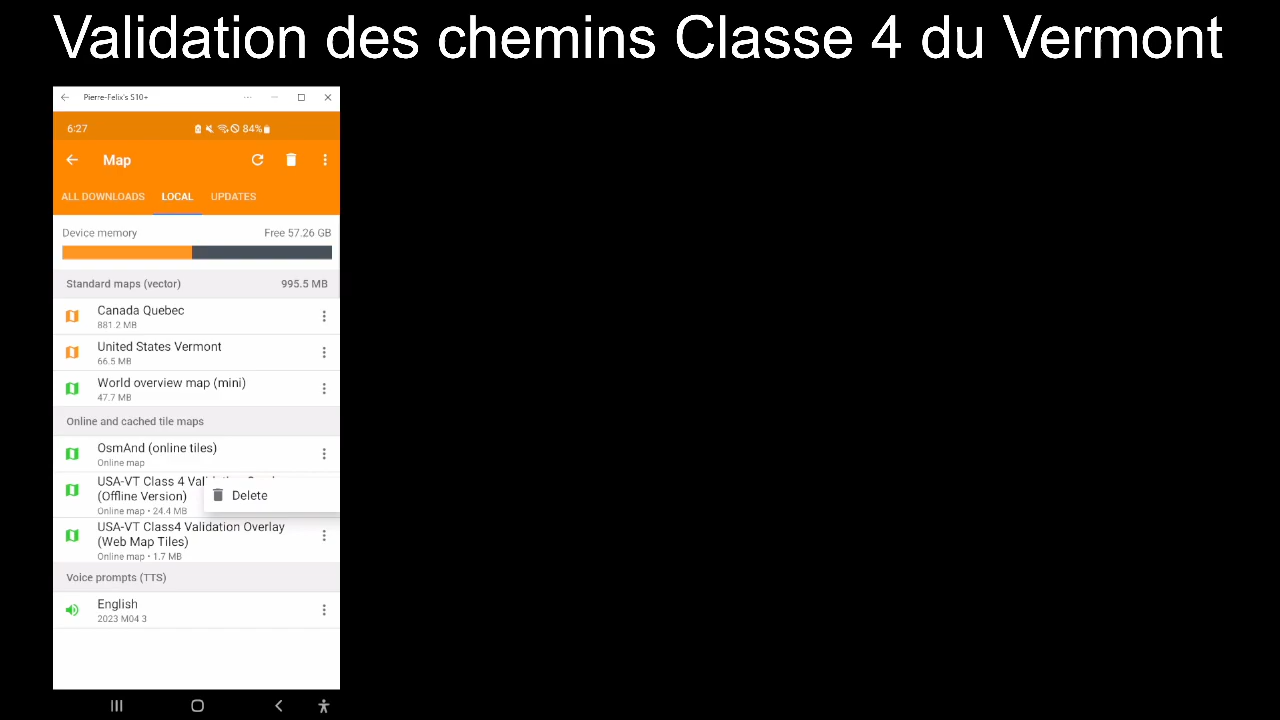 Validation des chemins Classe 4 du Vermont
Pierre-Felix's S10+
6:27
84%
Map
ALL DOWNLOADS LOCAL UPDATES
Device memory Free 57.26 GB
Standard maps (vector) 995.5 MB
Canada Quebec
881.2 MB
United States Vermont
66.5 MB
World overview map (mini)
47.7 MB
Online and cached tile maps
OsmAnd (online tiles)
Online map
USA-VT Class 4
(Offline Version)
Delete
Online map • 24.4 MB
USA-VT Class4 Validation Overlay
(Web Map Tiles)
Online map • 1.7 MB
Voice prompts (TTS)
English
2023 M04 3